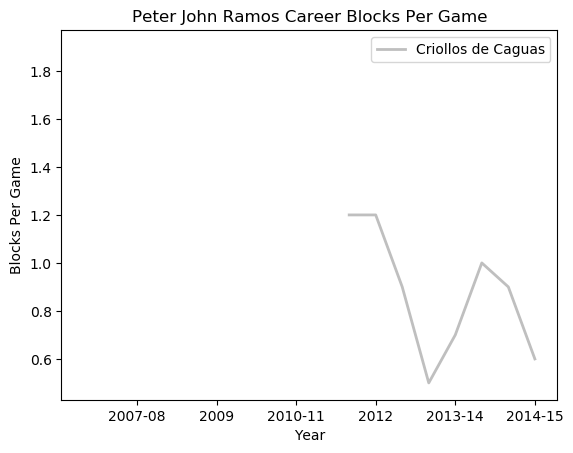 Peter John Ramos Career Blocks Per Game
Criollos de Caguas
1.8
1.6
1.4
1.2
1.0
0.8
0.6
Blocks Per Game
2007-08 2009 2010-11 2012 2013-14 2014-15
Year